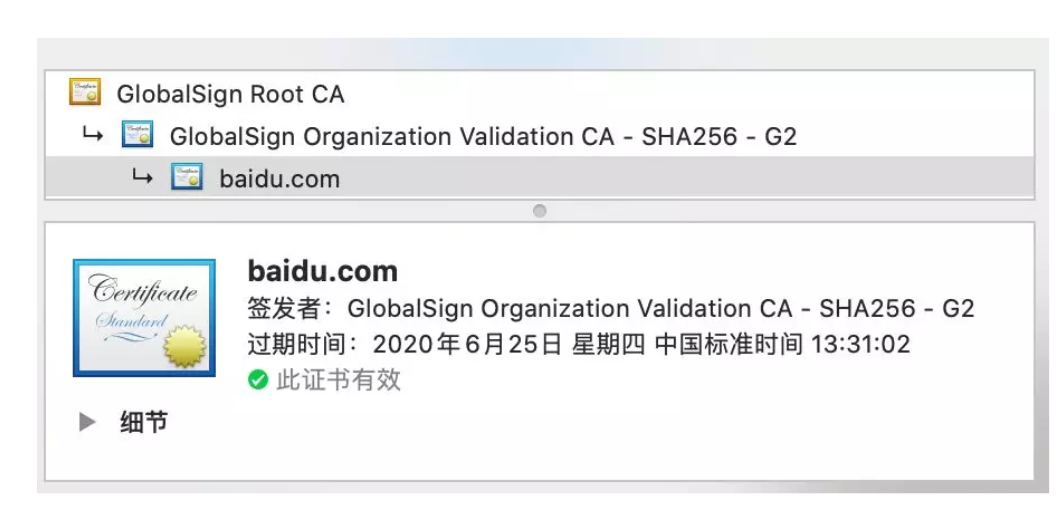 GlobalSign Root CA
GlobalSign Organization Validation CA - SHA256 - G2
baidu.com
Certificate
Standard
baidu.com
签发者：GlobalSign Organization Validation CA - SHA256 - G2
过期时间：2020年6月25日 星期四 中国标准时间 13:31:02
此证书有效
细节